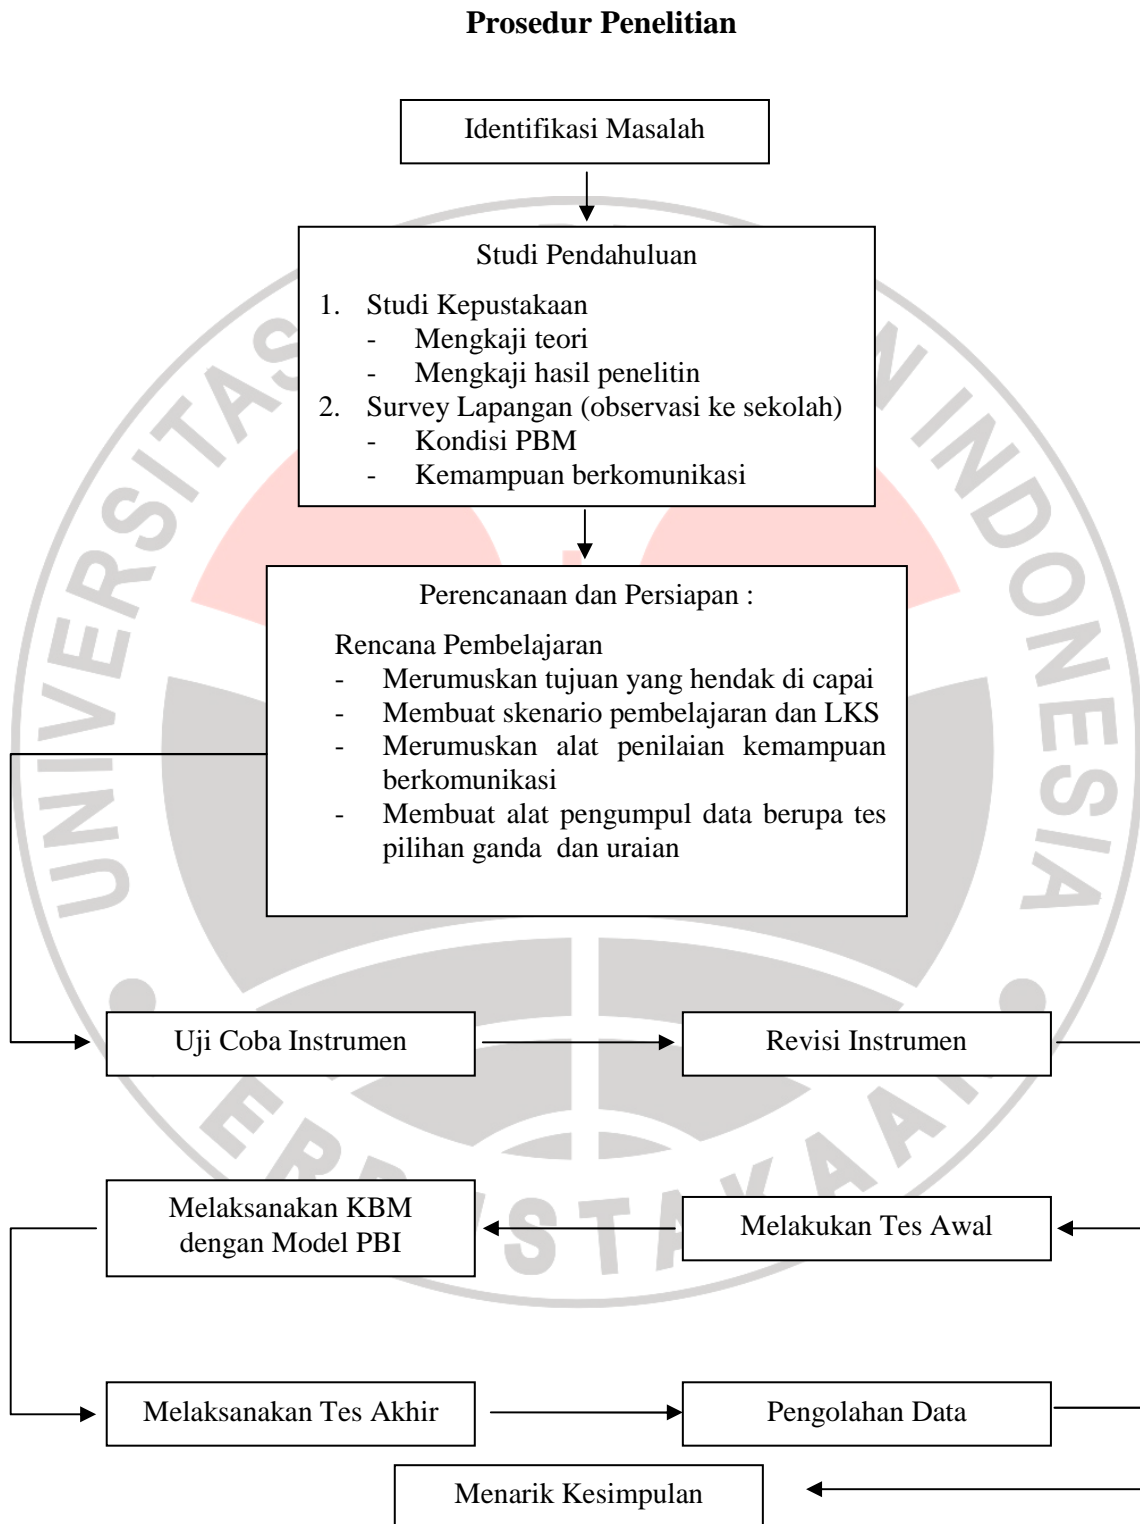 Prosedur Penelitian
Identifikasi Masalah
Studi Pendahuluan
1. Studi Kepustakaan
- Mengkaji teori
- Mengkaji hasil penelitin
2. Survey Lapangan (observasi ke sekolah)
- Kondisi PBM
- Kemampuan berkomunikasi
Perencanaan dan Persiapan :
Rencana Pembelajaran
- Merumuskan tujuan yang hendak di capai
- Membuat skenario pembelajaran dan LKS
- Merumuskan alat penilaian kemampuan
berkomunikasi
- Membuat alat pengumpul data berupa tes
pilihan ganda dan uraian
Uji Coba Instrumen
Revisi Instrumen
Melaksanakan KBM
dengan Model PBI
Melakukan Tes Awal
Melaksanakan Tes Akhir
Pengolahan Data
Menarik Kesimpulan
UNIVERSITAS
INDONESIA